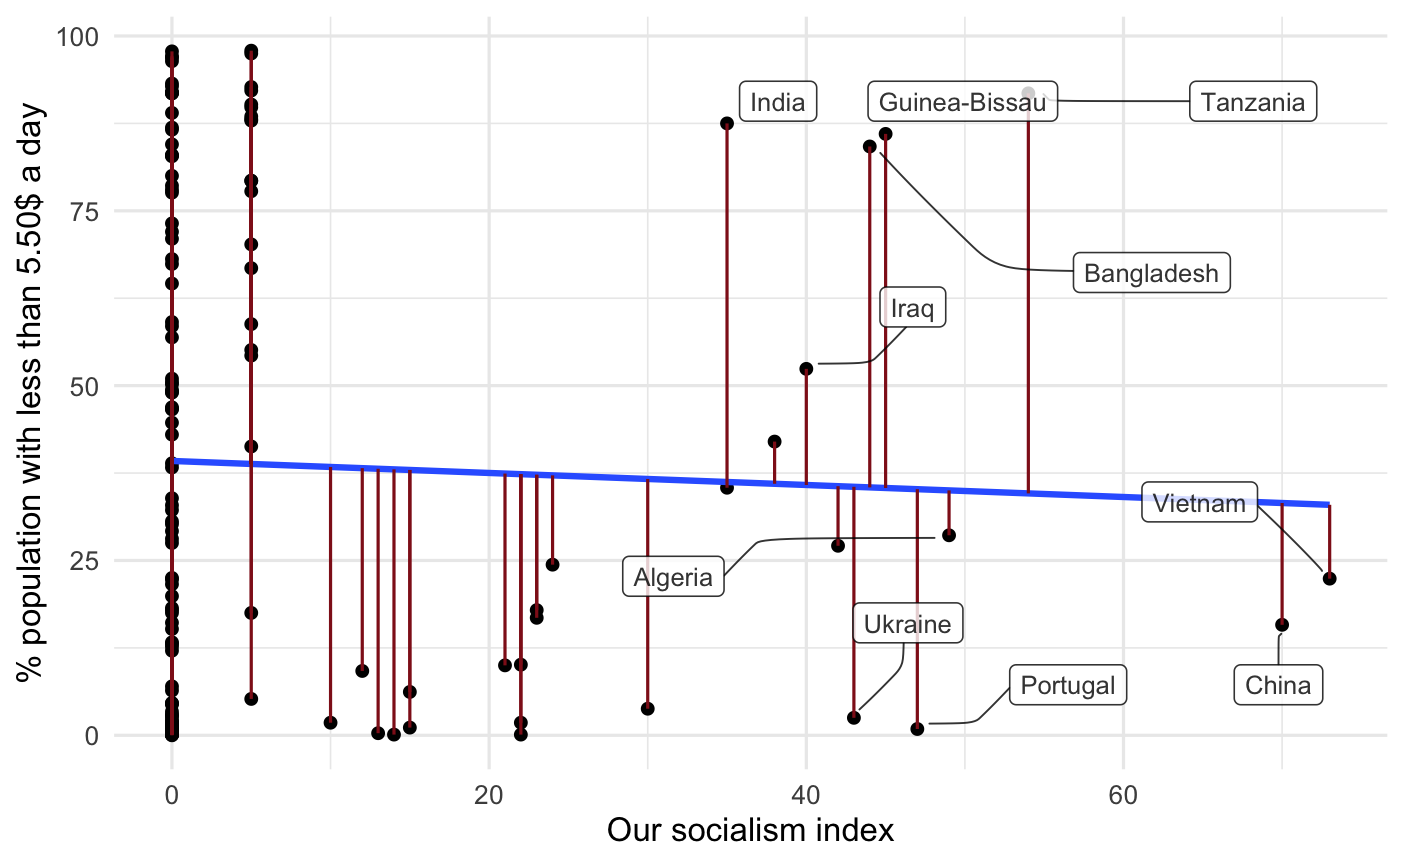 % population with less than 5.50$ a day
100
75
50
25
0
India
Guinea-Bissau
Tanzania
Bangladesh
Iraq
Vietnam
Algeria
Ukraine
Portugal
China
0
20
40
60
Our socialism index